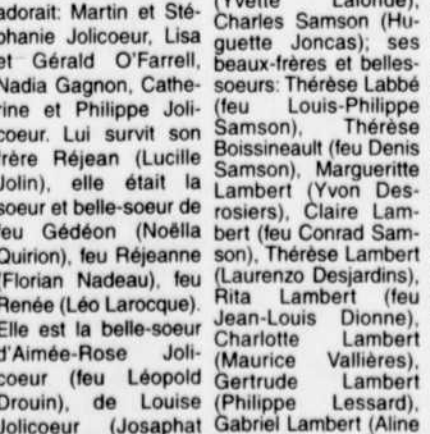 adorait: Martin et Sté-
phanie Jolicoeur, Lisa
et Gérald O'Farrell,
Nadia Gagnon, Cathe-
rine et Philippe Joli-
coeur. Lui survit son
frère Réjean (Lucille
Jolin), elle était la
soeur et belle-soeur de
feu Gédéon (Noëlla
Quirion), feu Réjeanne
(Florian Nadeau), feu
Renée (Léo Larocque).
Elle est la belle-soeur
d'Aimée-Rose Joli-
coeur (feu Léopold
Drouin), de Louise
Jolicoeur (Josaphat
(Yvette Lalonde),
Charles Samson (Hu-
guette Joncas); ses
beaux-frères et belles-
soeurs: Thérèse Labbé
(feu Louis-Philippe
Samson), Thérèse
Boissineault (feu Denis
Samson), Margueritte
Lambert (Yvon Des-
rosiers), Claire Lam-
bert (feu Conrad Sam-
son), Thérèse Lambert
(Laurenzo Desjardins),
Rita Lambert (feu
Jean-Louis Dionne),
Charlotte Lambert
(Maurice Vallières),
Gertrude Lambert
(Philippe Lessard),
Gabriel Lambert (Aline